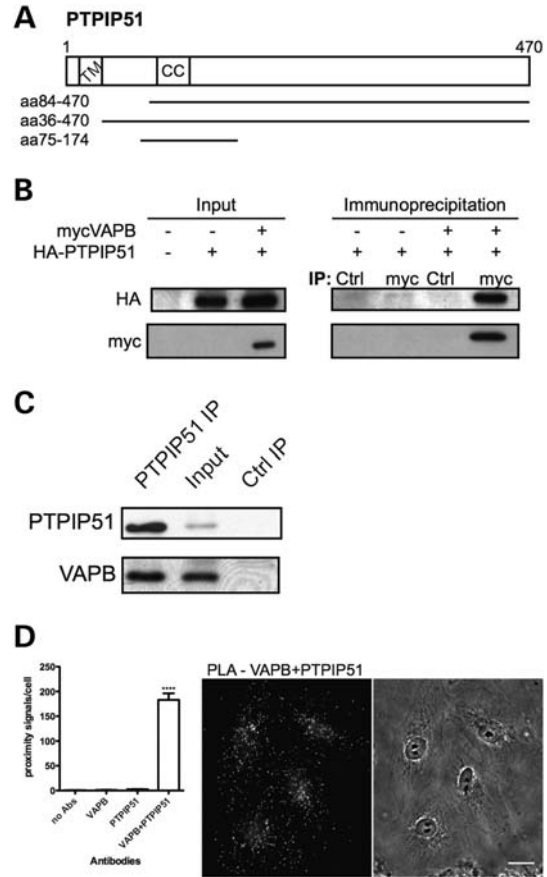 A PTPIP51
1 470
TM CC
aa84-470
aa36-470
aa75-174
B
Input Immunoprecipitation
mycVAPB - - + - - + +
HA-PTPIP51 - + + + + + +
IP: Ctrl myc Ctrl myc
HA
myc
C
PTPIP51 IP Input Ctrl IP
PTPIP51
VAPB
D
PLA - VAPB+PTPIP51
proximity signals/cell
250
200
150
100
50
0
****
no Abs VAPB PTPIP51 VAPB+PTPIP51
Antibodies